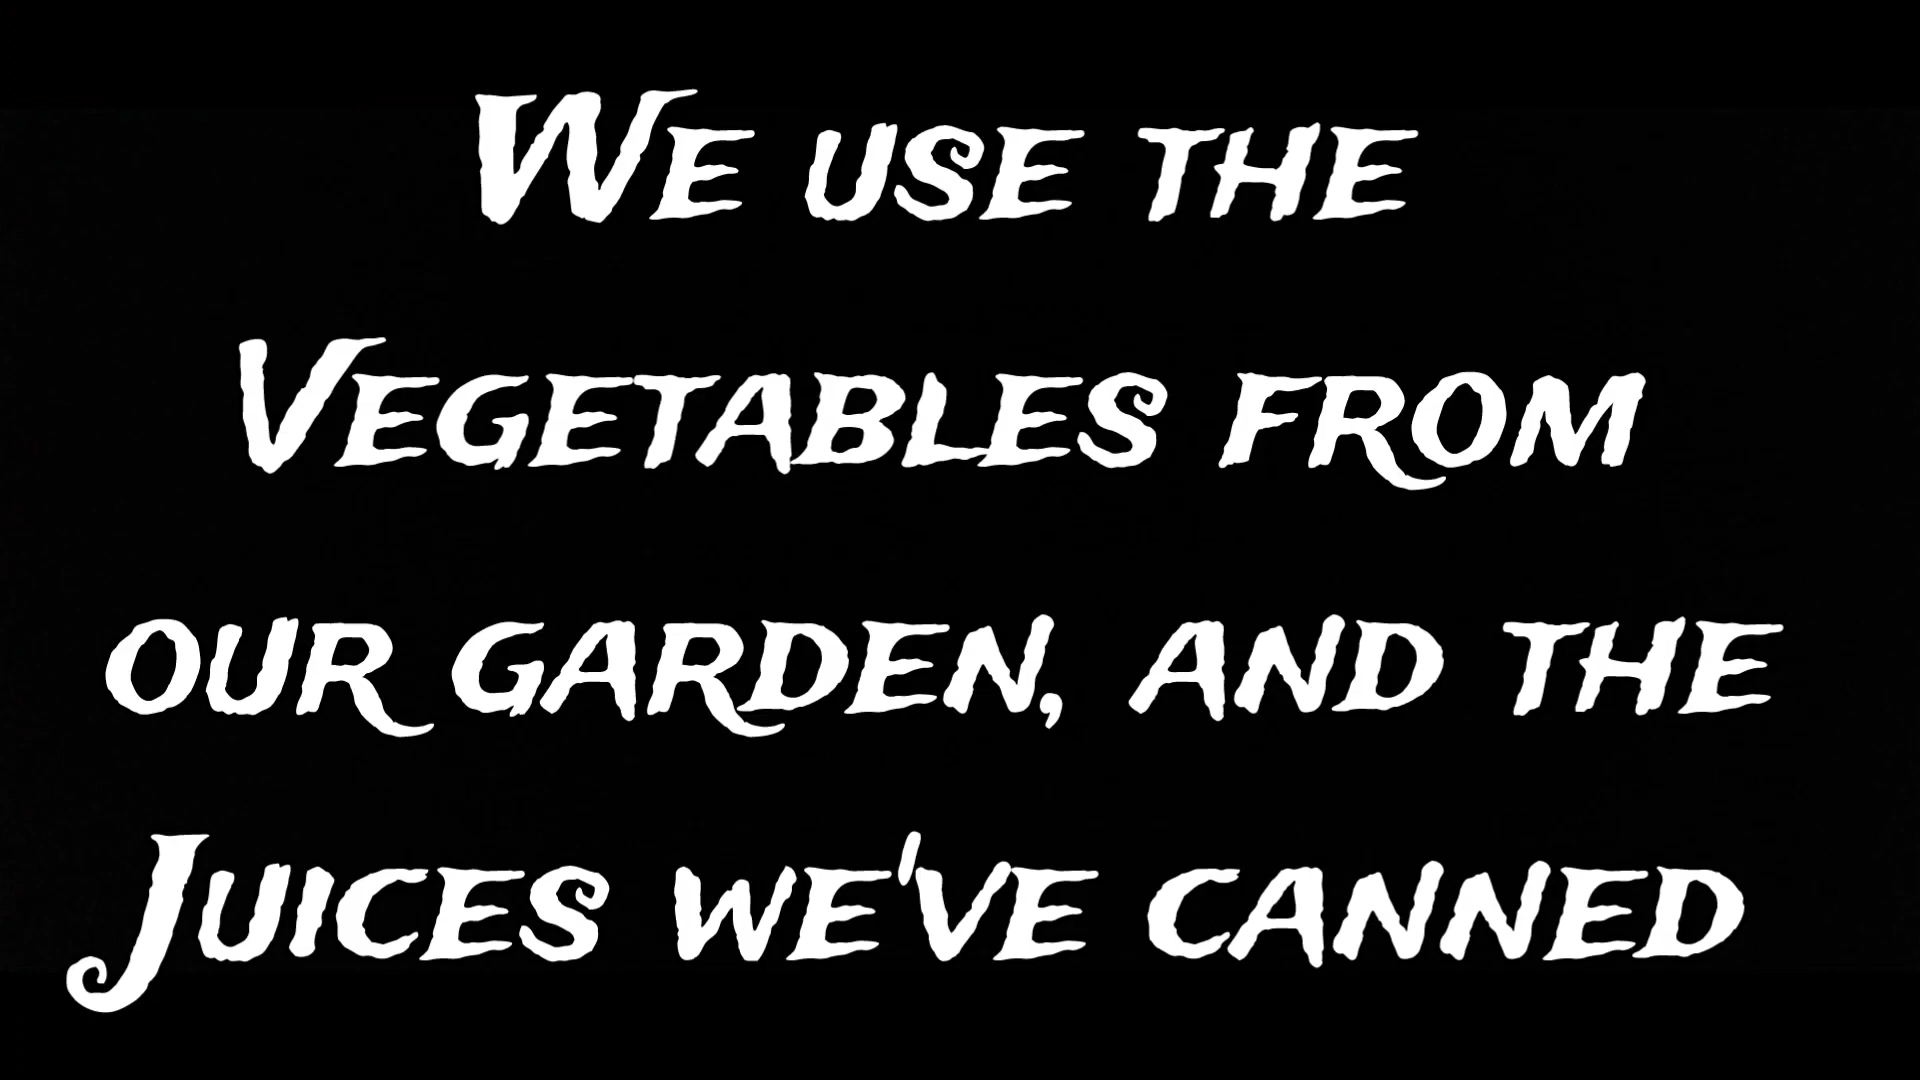 We use the
Vegetables from
our garden, and the
Juices we've canned